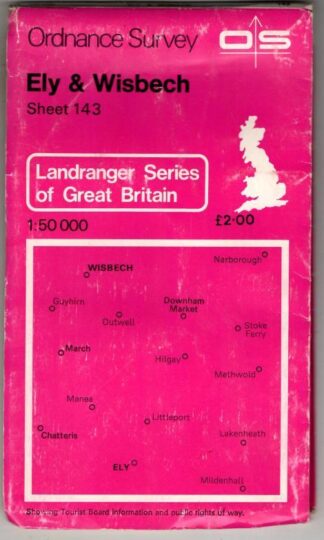 Ordnance Survey OS
Ely & Wisbech
Sheet 143
Landranger Series
of Great Britain
1:50 000 £2·00
Narborough
WISBECH
Guyhirn
Downham
Market
Outwell
Stoke
Ferry
March
Hilgay
Methwold
Manea
Littleport
Chatteris
Lakenheath
ELY
Mildenhall
Showing Tourist Board Information and public rights of way.